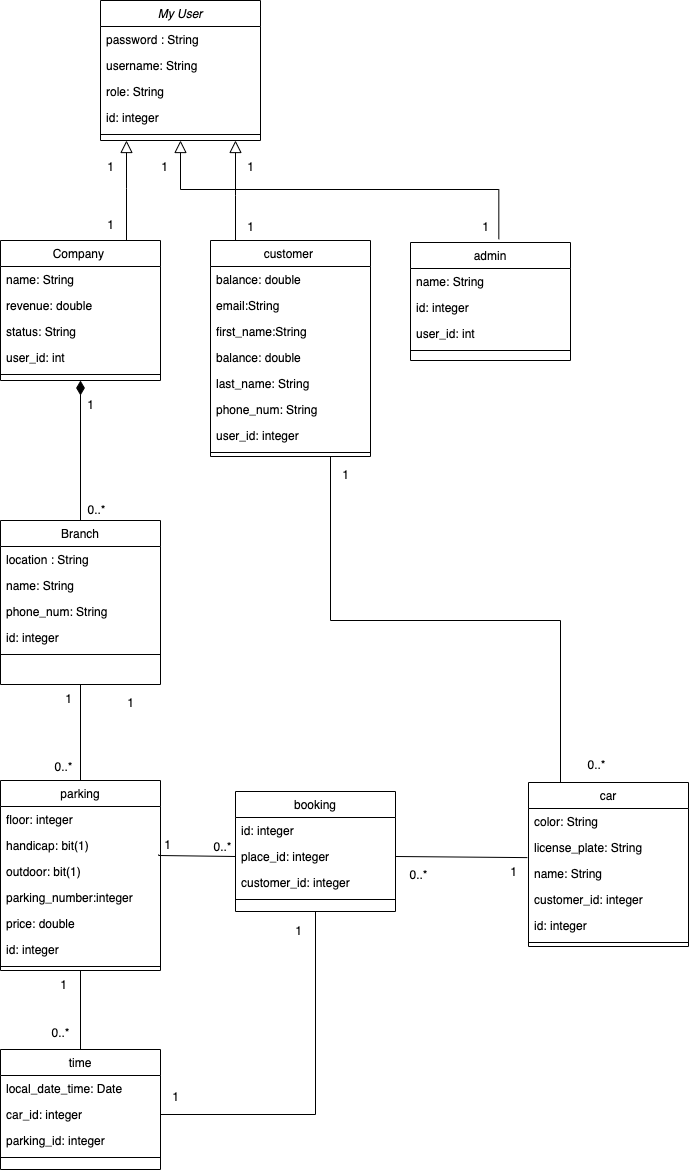 My User
password : String
username: String
role: String
id: integer
1
1
1
1
1
1
Company
name: String
revenue: double
status: String
user_id: int
customer
balance: double
email:String
first_name:String
balance: double
last_name: String
phone_num: String
user_id: integer
admin
name: String
id: integer
user_id: int
1
0..*
1
Branch
location : String
name: String
phone_num: String
id: integer
1
1
0..*
0..*
parking
floor: integer
handicap: bit(1)
outdoor: bit(1)
parking_number:integer
price: double
id: integer
1
0..*
booking
id: integer
place_id: integer
customer_id: integer
0..*
1
car
color: String
license_plate: String
name: String
customer_id: integer
id: integer
1
1
0..*
time
local_date_time: Date
car_id: integer
parking_id: integer
1